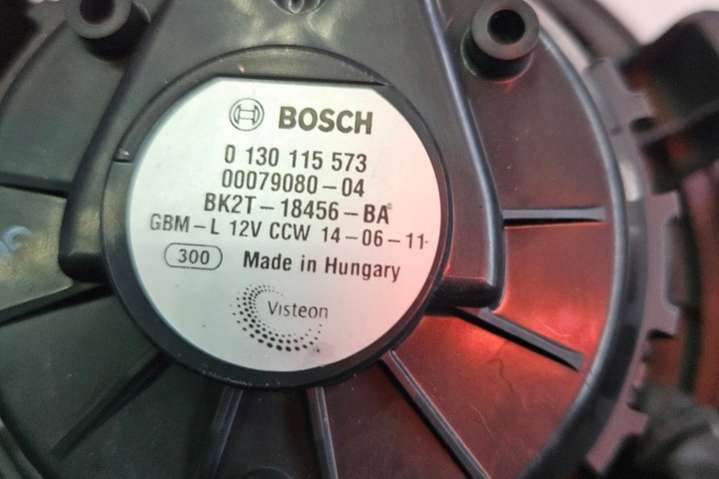 BOSCH
0 130 115 573
00079080-04
BK2T-18456-BA
GBM-L 12V CCW 14-06-11
300 Made in Hungary
Visteon